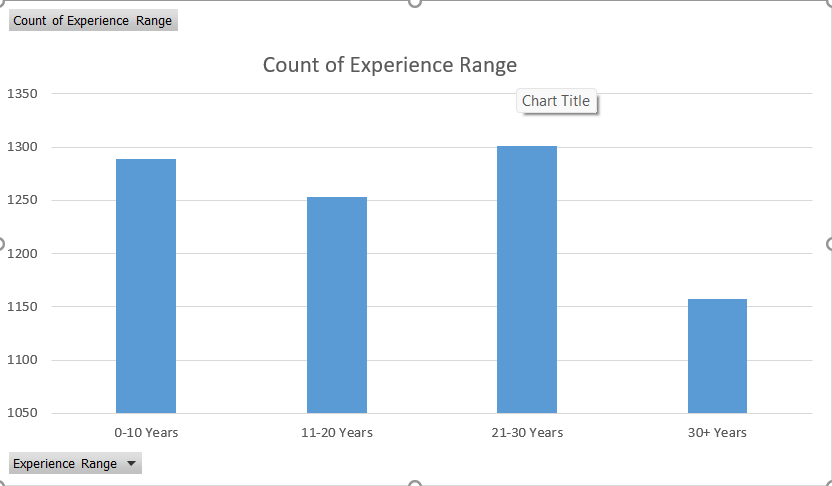 Count of Experience Range
Count of Experience Range
Chart Title
1350
1300
1250
1200
1150
1100
1050
0-10 Years
11-20 Years
21-30 Years
30+ Years
Experience Range